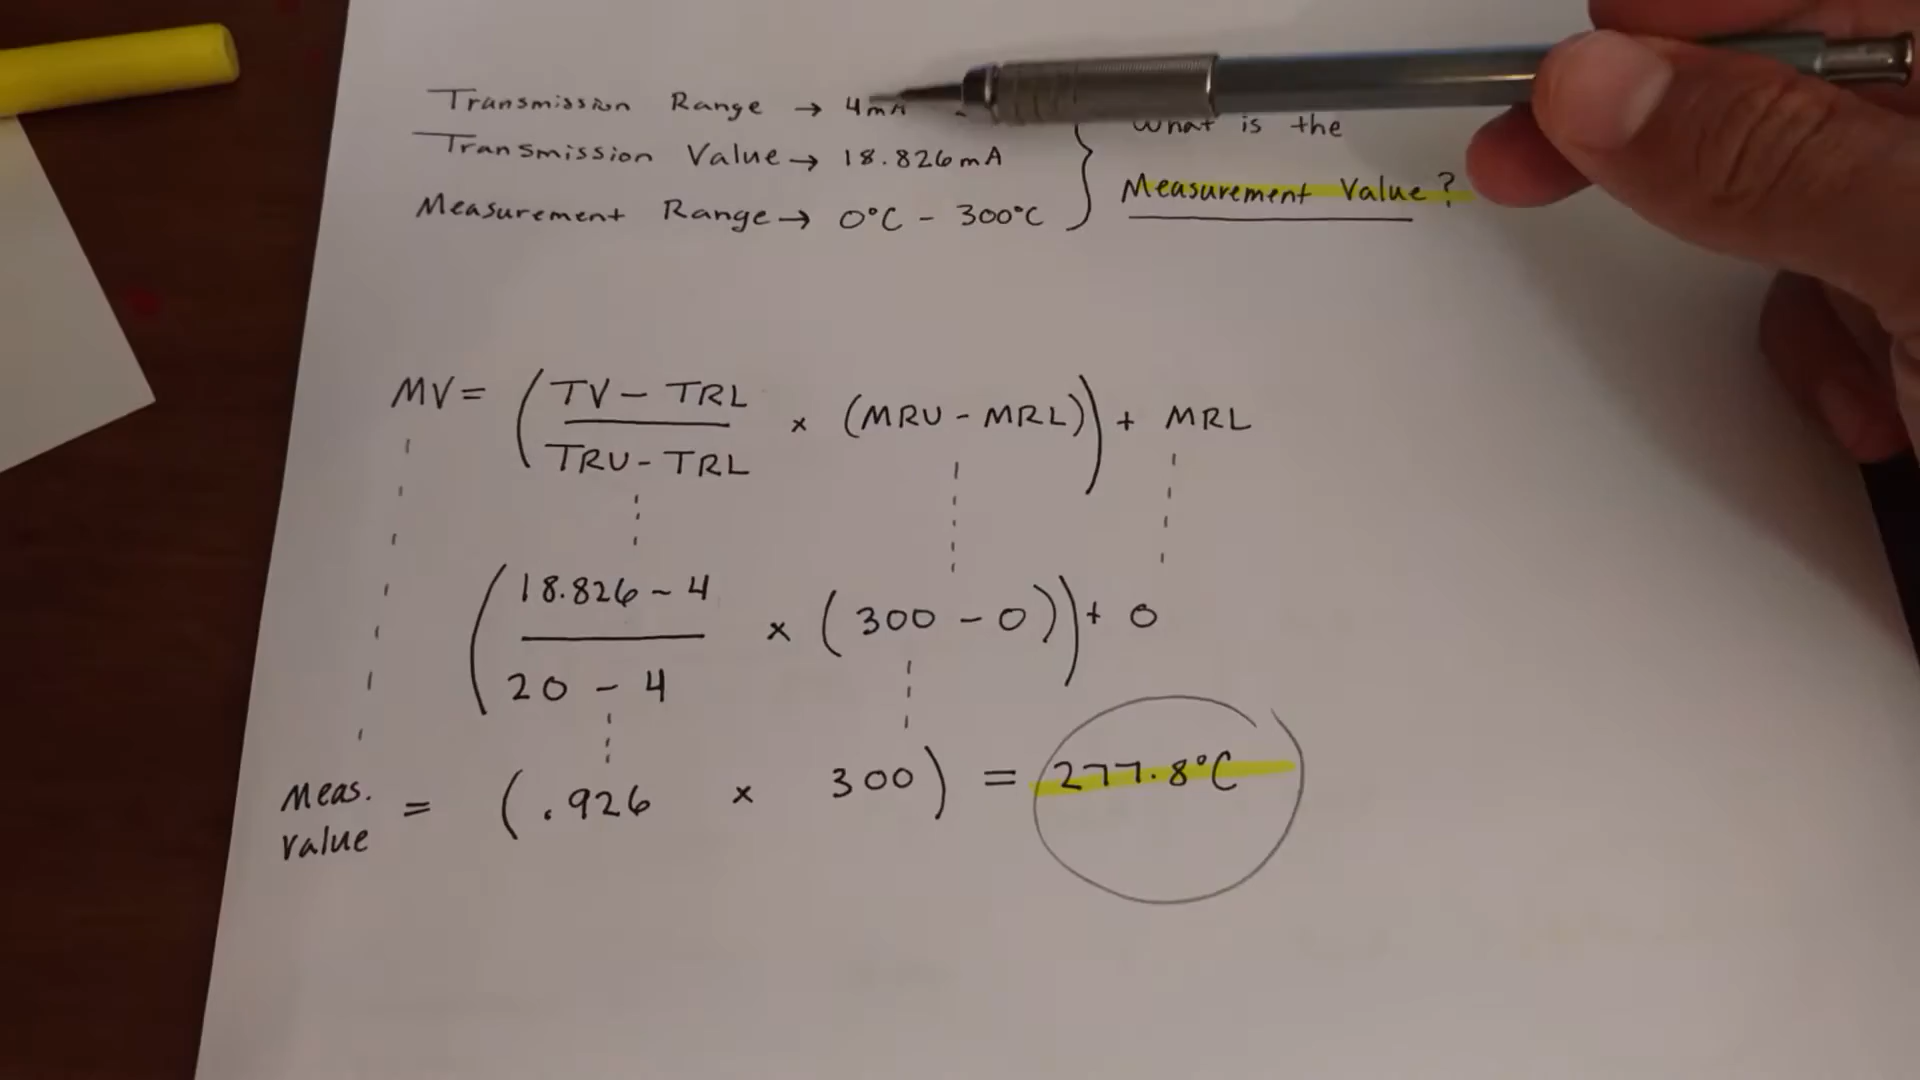 Transmission Range → 4mA
Transmission Value → 18.826mA
Measurement Range → 0°C - 300°C
What is the
Measurement Value?
MV = (TV - TRL / TRU - TRL × (MRU - MRL)) + MRL
(18.826 - 4 / 20 - 4 × (300 - 0)) + 0
Meas. value = (.926 × 300) = 277.8°C